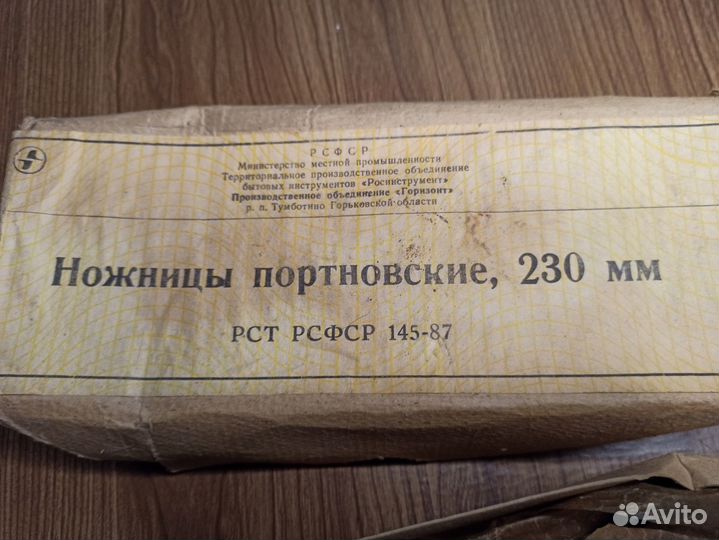 РСФСР
Министерство местной промышленности
Территориальное производственное объединение
бытовых инструментов «Росинструмент»
Производственное объединение «Горизонт»
р. п. Тумботино Горьковской области
?
Ножницы портновские, 230 мм
РСТ РСФСР 145-87
Avito